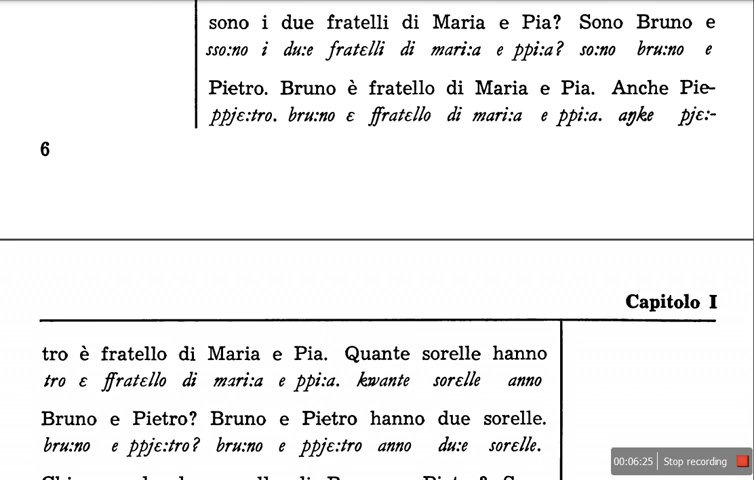 sono i due fratelli di Maria e Pia? Sono Bruno e
sso:no i du:e fratɛlli di mari:a e ppi:a? so:no bru:no e
Pietro. Bruno è fratello di Maria e Pia. Anche Pie-
ppjɛ:tro. bru:no ɛ ffratɛllo di mari:a e ppi:a. aŋke pjɛ:-
6
Capitolo I
tro è fratello di Maria e Pia. Quante sorelle hanno
tro ɛ ffratɛllo di mari:a e ppi:a. kwante sorɛlle anno
Bruno e Pietro? Bruno e Pietro hanno due sorelle.
bru:no e ppjɛ:tro? bru:no e ppjɛ:tro anno du:e sorɛlle.
00:06:25 Stop recording